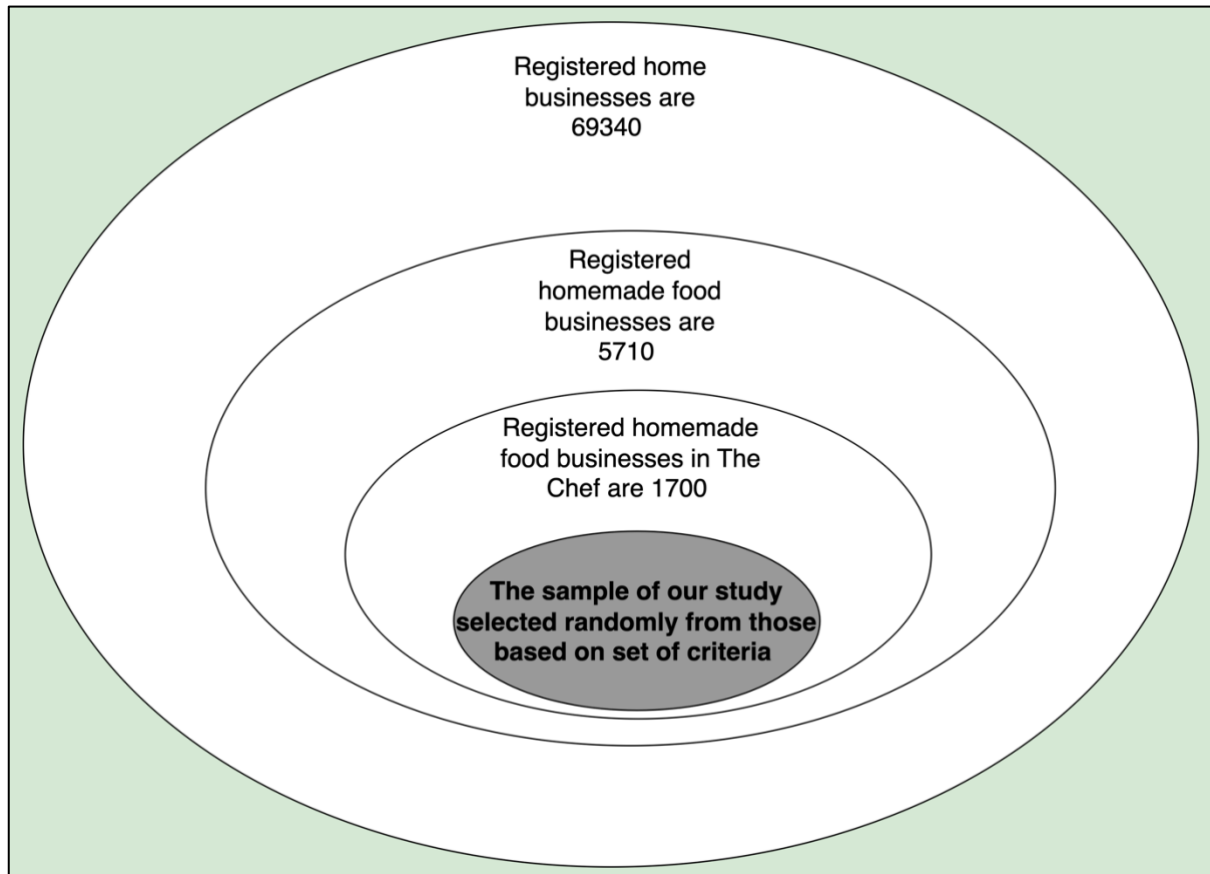 Registered home
businesses are
69340
Registered
homemade food
businesses are
5710
Registered homemade
food businesses in The
Chef are 1700
The sample of our study
selected randomly from those
based on set of criteria